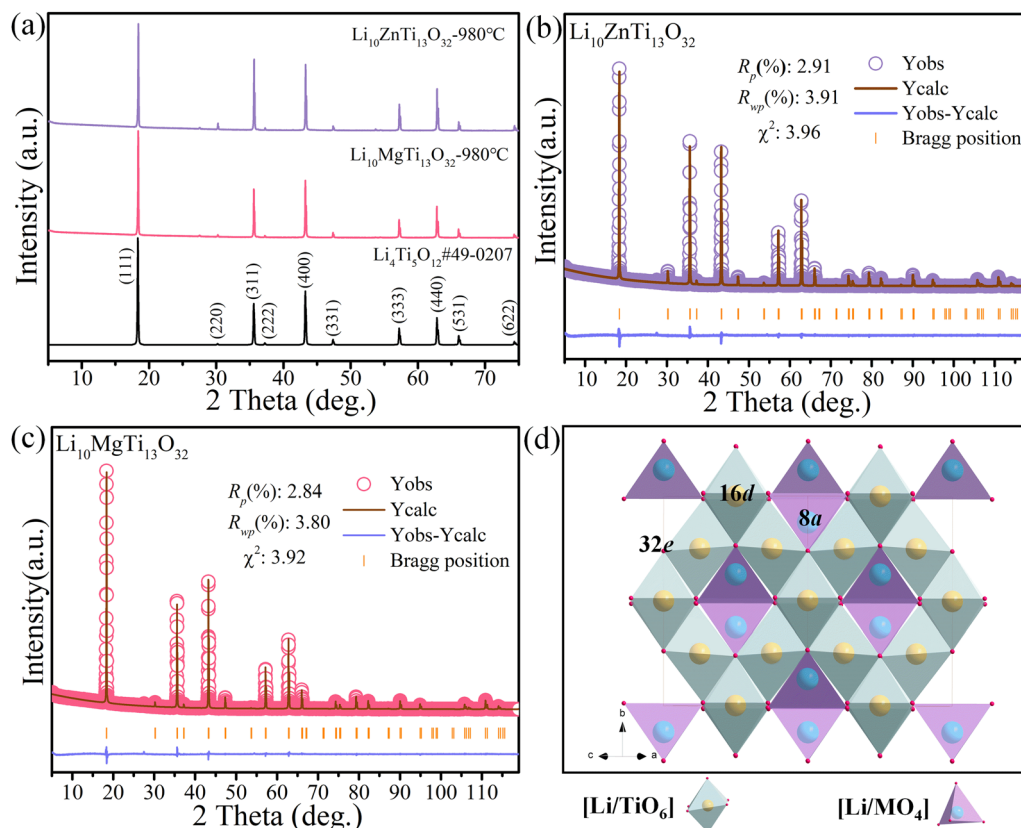 (a)
Li₁₀ZnTi₁₃O₃₂-980℃
Li₁₀MgTi₁₃O₃₂-980℃
Li₄Ti₅O₁₂#49-0207
(111)
(220)
(311)
(222)
(400)
(331)
(333)
(440)
(531)
(622)
Intensity (a.u.)
10 20 30 40 50 60 70
2 Theta (deg.)
(b)
Li₁₀ZnTi₁₃O₃₂
Rp(%): 2.91
Rwp(%): 3.91
χ²: 3.96
Yobs
Ycalc
Yobs-Ycalc
Bragg position
Intensity(a.u.)
10 20 30 40 50 60 70 80 90 100 110
2 Theta (deg.)
(c)
Li₁₀MgTi₁₃O₃₂
Rp(%): 2.84
Rwp(%): 3.80
χ²: 3.92
Yobs
Ycalc
Yobs-Ycalc
Bragg position
Intensity(a.u.)
10 20 30 40 50 60 70 80 90 100 110
2 Theta (deg.)
(d)
16d
8a
32e
b
c
a
[Li/TiO₆]
[Li/MO₄]